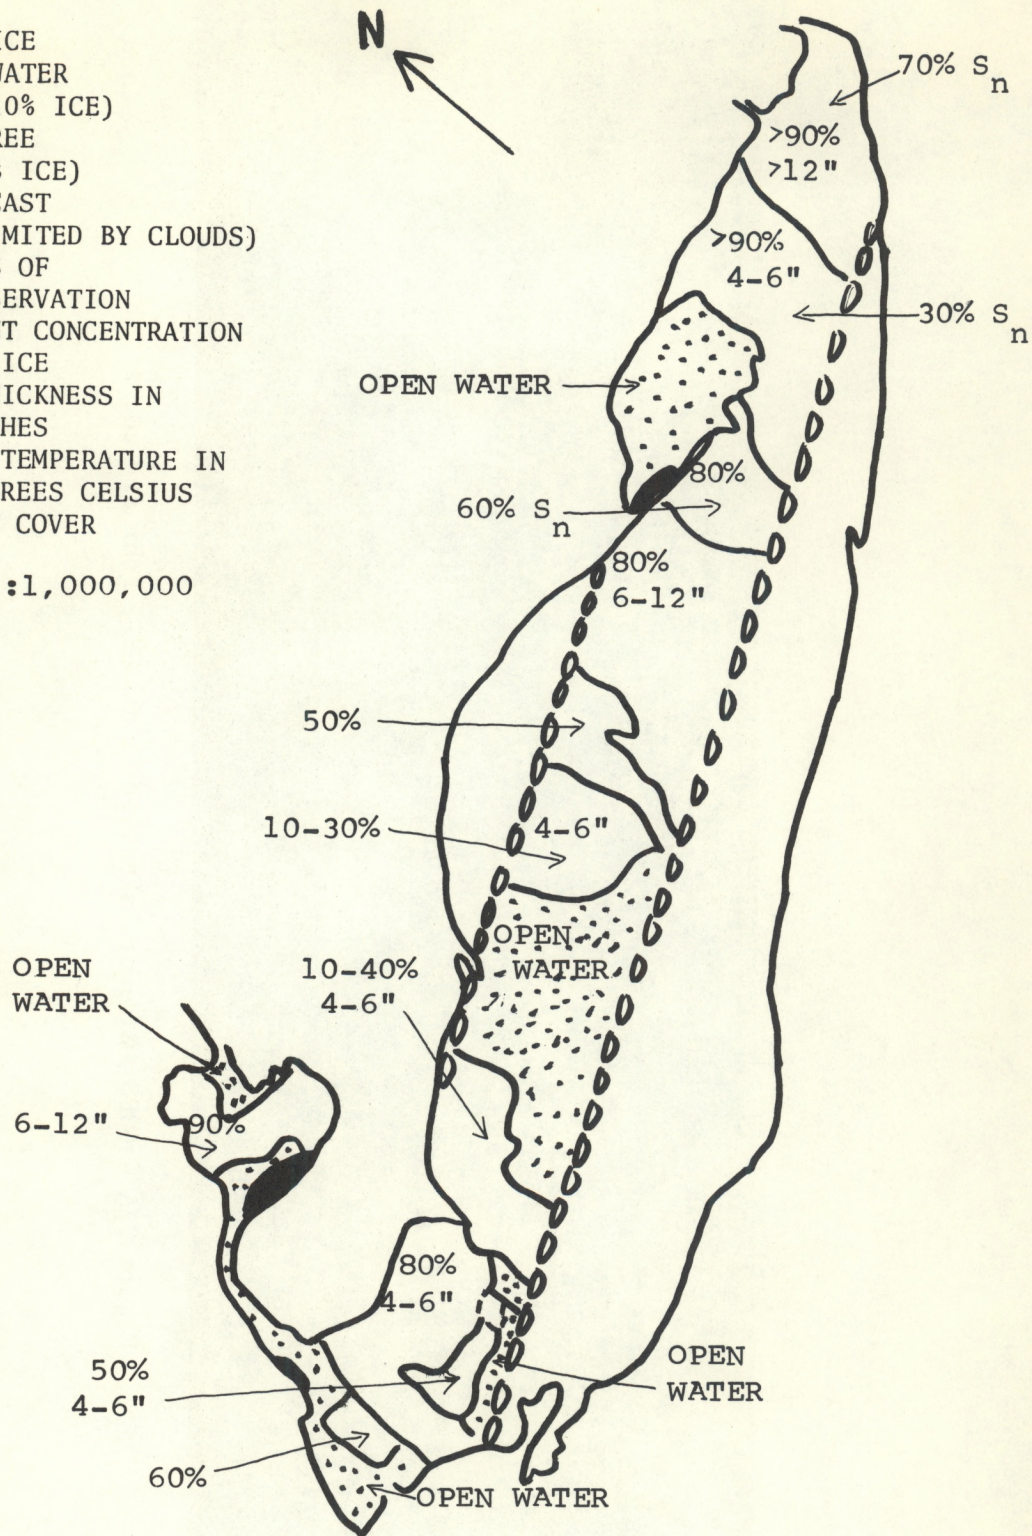 ICE
WATER
0% ICE)
REE
ICE)
CAST
MITED BY CLOUDS)
OF
SERVATION
T CONCENTRATION
ICE
ICKNESS IN
HES
TEMPERATURE IN
REES CELSIUS
COVER
:1,000,000
N
70% Sn
>90%
>12"
>90%
4-6"
30% Sn
OPEN WATER
80%
60% Sn
80%
6-12"
50%
10-30%
4-6"
OPEN
WATER
OPEN
WATER
10-40%
4-6"
6-12"
90%
80%
4-6"
50%
4-6"
OPEN
WATER
60%
OPEN WATER